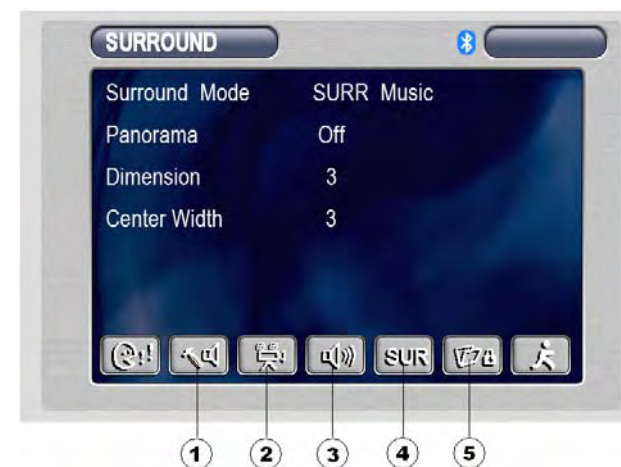 SURROUND
Surround Mode SURR Music
Panorama Off
Dimension 3
Center Width 3
SUR
1 2 3 4 5